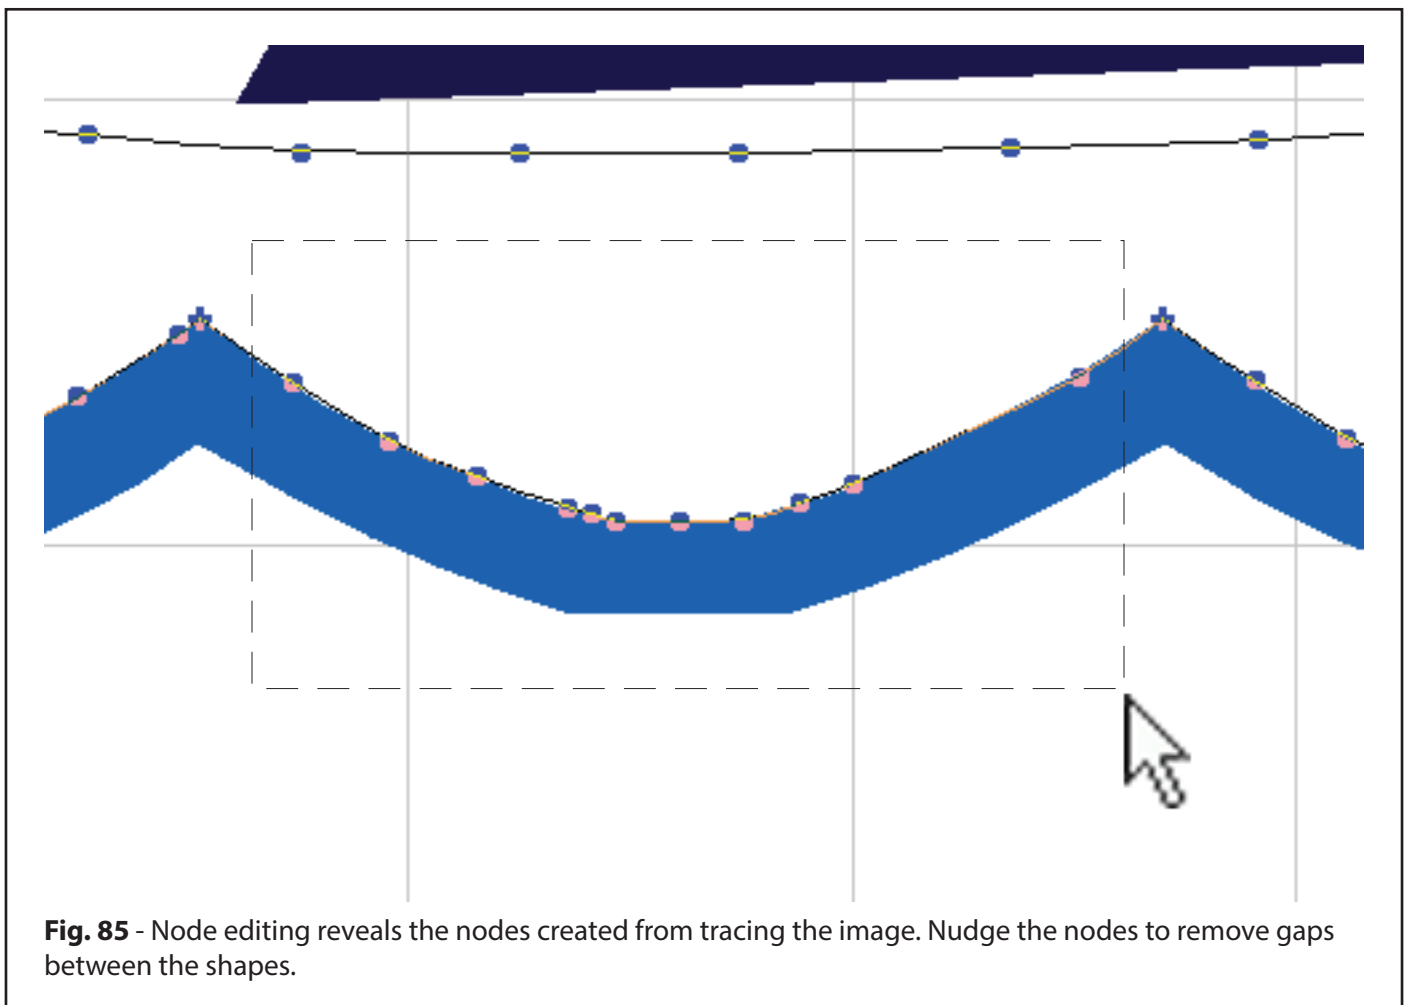 Fig. 85 - Node editing reveals the nodes created from tracing the image. Nudge the nodes to remove gaps
between the shapes.